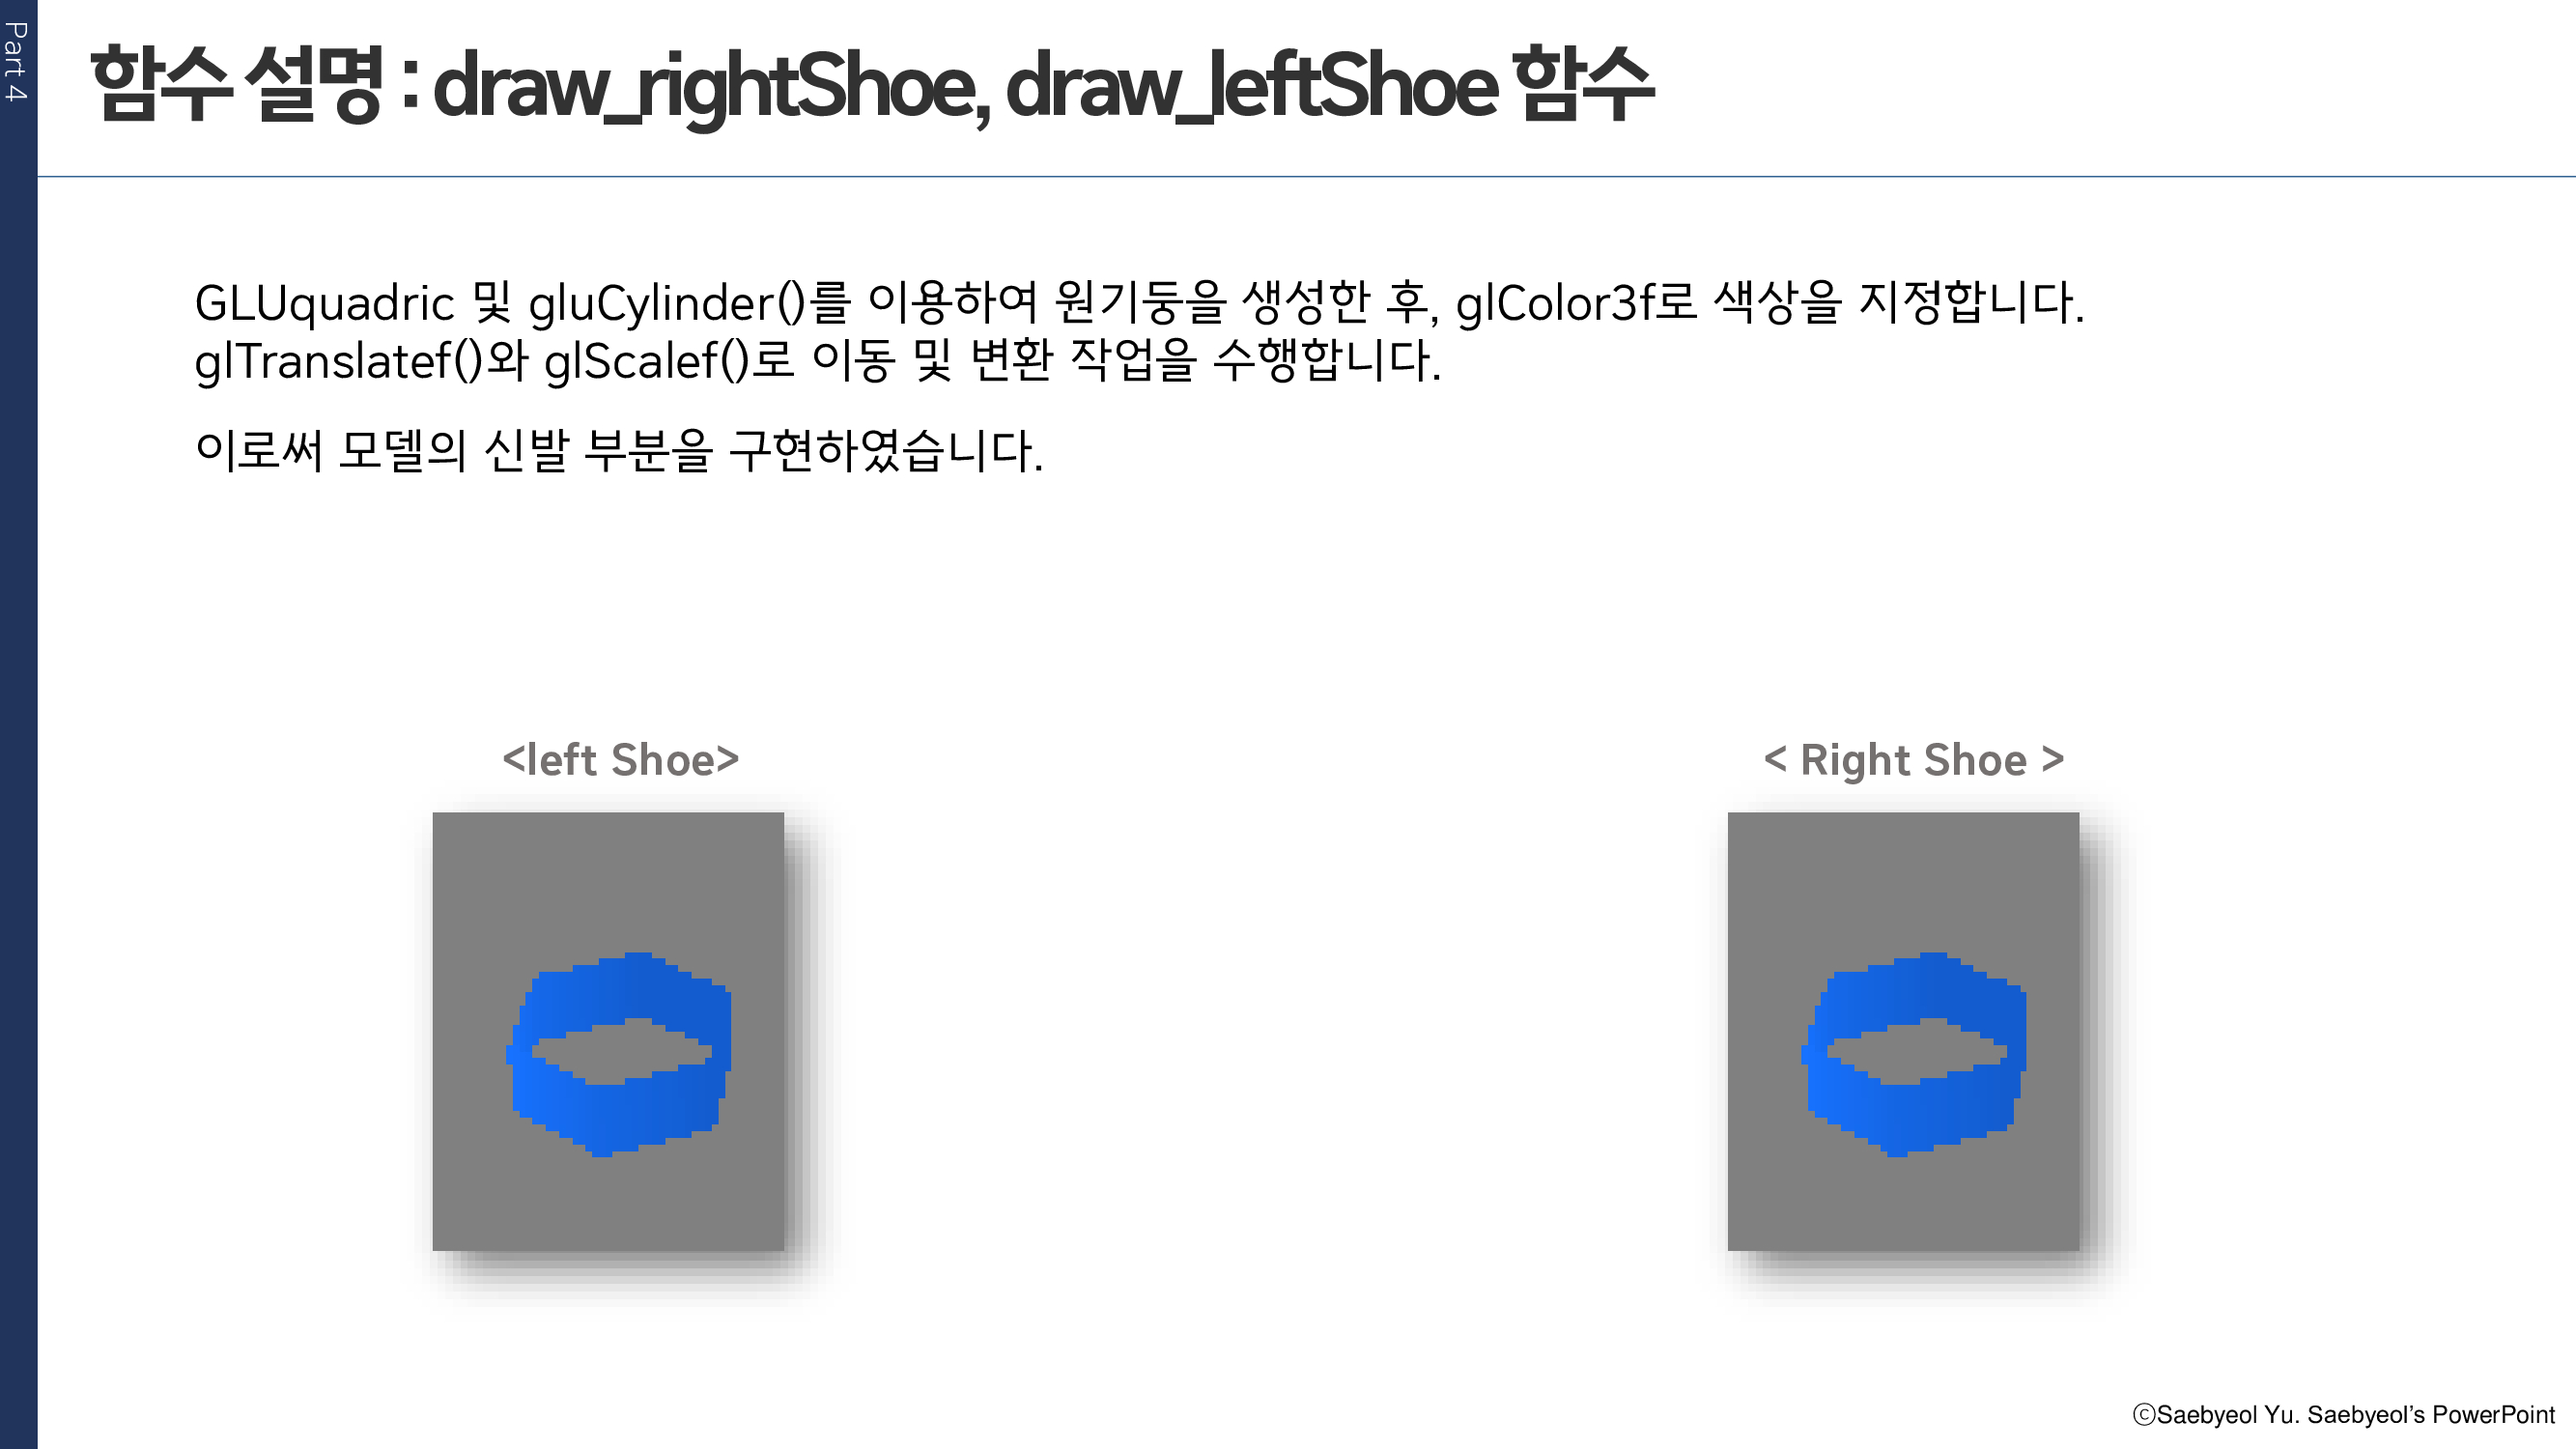 Part 4
함수 설명 : draw_rightShoe, draw_leftShoe 함수
GLUquadric 및 gluCylinder()를 이용하여 원기둥을 생성한 후, glColor3f로 색상을 지정합니다.
glTranslatef()와 glScalef()로 이동 및 변환 작업을 수행합니다.
이로써 모델의 신발 부분을 구현하였습니다.
<left Shoe>
< Right Shoe >
ⓒSaebyeol Yu. Saebyeol’s PowerPoint